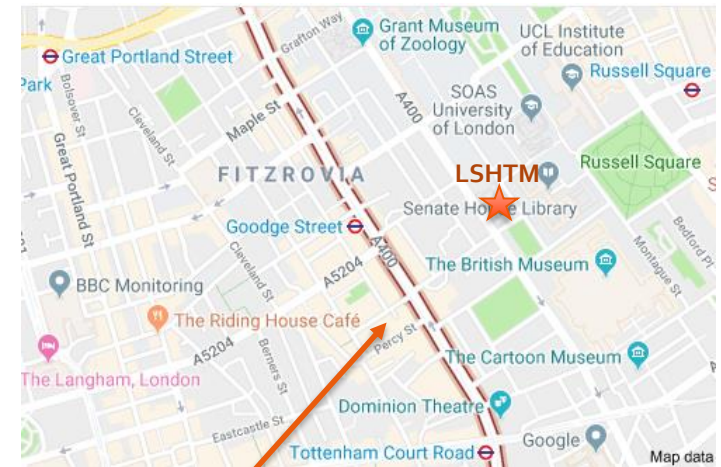 Grafton Way
Grant Museum
of Zoology
UCL Institute
of Education
Great Portland Street
Park
Bolsover St
Russell Square
A400
SOAS
University
of London
Cleveland St
Maple St
Great Portland St
FITZROVIA
LSHTM
Russell Square
S
Senate House Library
Goodge Street
A400
Bedford Pl
Cleveland St
The British Museum
Montague St
A5204
BBC Monitoring
The Riding House Café
Percy St
A5204
Berners St
The Cartoon Museum
The Langham, London
Dominion Theatre
Eastcastle St
Tottenham Court Road
Google
Map data